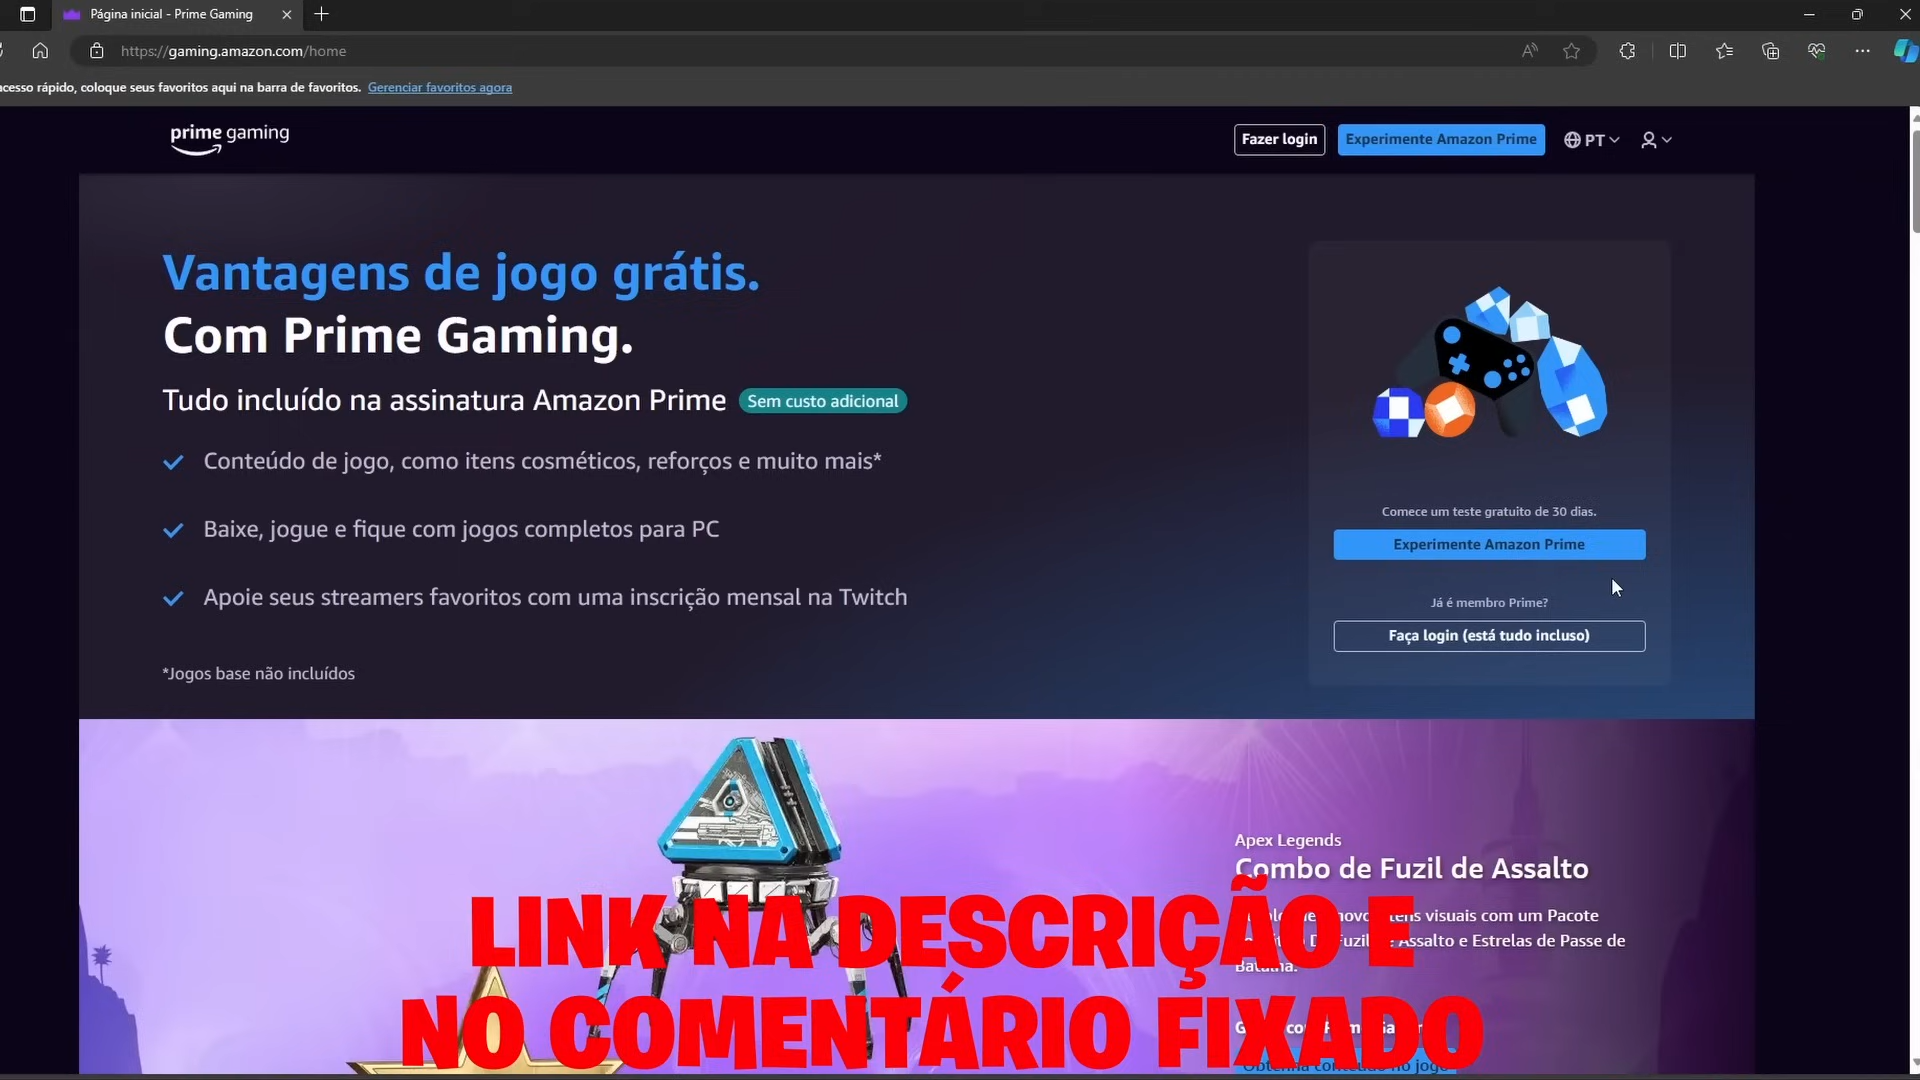 Página inicial - Prime Gaming
https://gaming.amazon.com/home
acesso rápido, coloque seus favoritos aqui na barra de favoritos. Gerenciar favoritos agora
prime gaming
Fazer login
Experimente Amazon Prime
PT
Vantagens de jogo grátis.
Com Prime Gaming.
Tudo incluído na assinatura Amazon Prime Sem custo adicional
Conteúdo de jogo, como itens cosméticos, reforços e muito mais*
Baixe, jogue e fique com jogos completos para PC
Apoie seus streamers favoritos com uma inscrição mensal na Twitch
*Jogos base não incluídos
Comece um teste gratuito de 30 dias.
Experimente Amazon Prime
Já é membro Prime?
Faça login (está tudo incluso)
Apex Legends
Combo de Fuzil de Assalto
visuais com um Pacote
Assalto e Estrelas de Passe de
Batalha.
LINK NA DESCRIÇÃO E
NO COMENTÁRIO FIXADO
Obtenha conteúdo no jogo